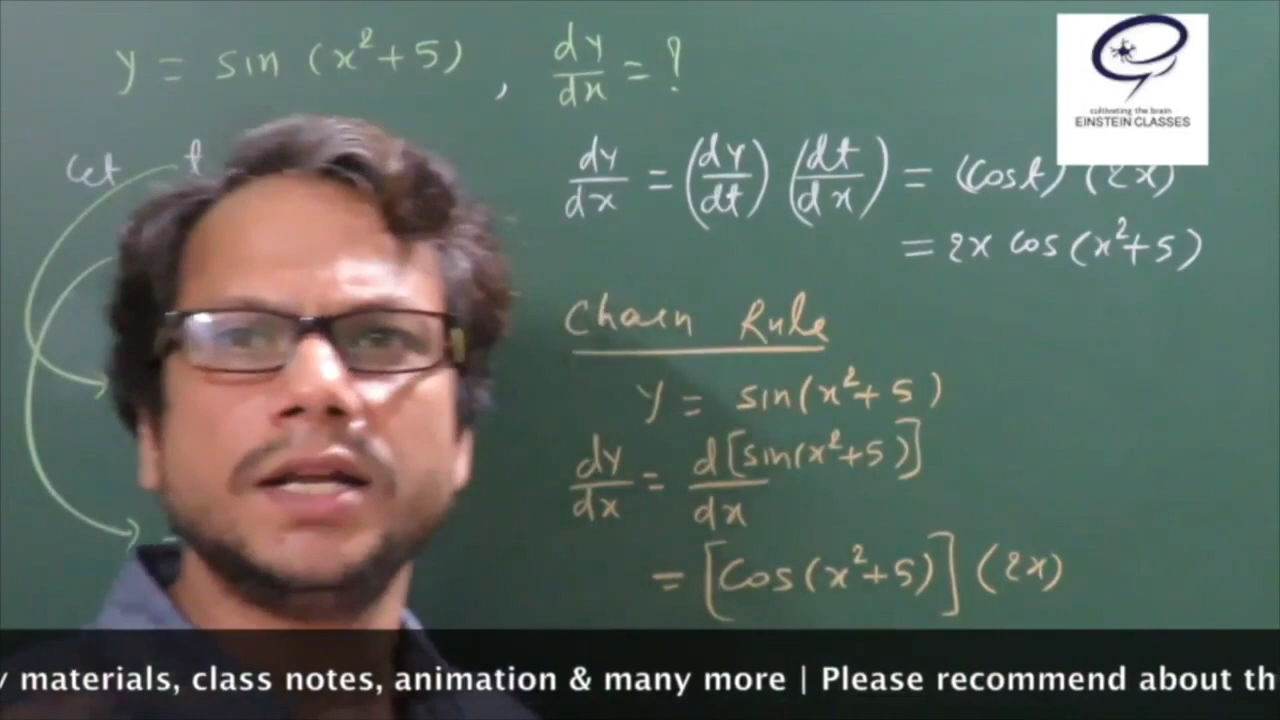 y = sin (x²+5) , dy/dx = ?
Let t
dy/dx = (dy/dt) (dt/dx) = (Cos t) (2x)
= 2x cos (x²+5)
Chain Rule
y = sin(x²+5)
dy/dx = d[sin(x²+5)]/dx
= [Cos(x²+5)] (2x)
cultivating the brain
EINSTEIN CLASSES
materials, class notes, animation & many more | Please recommend about